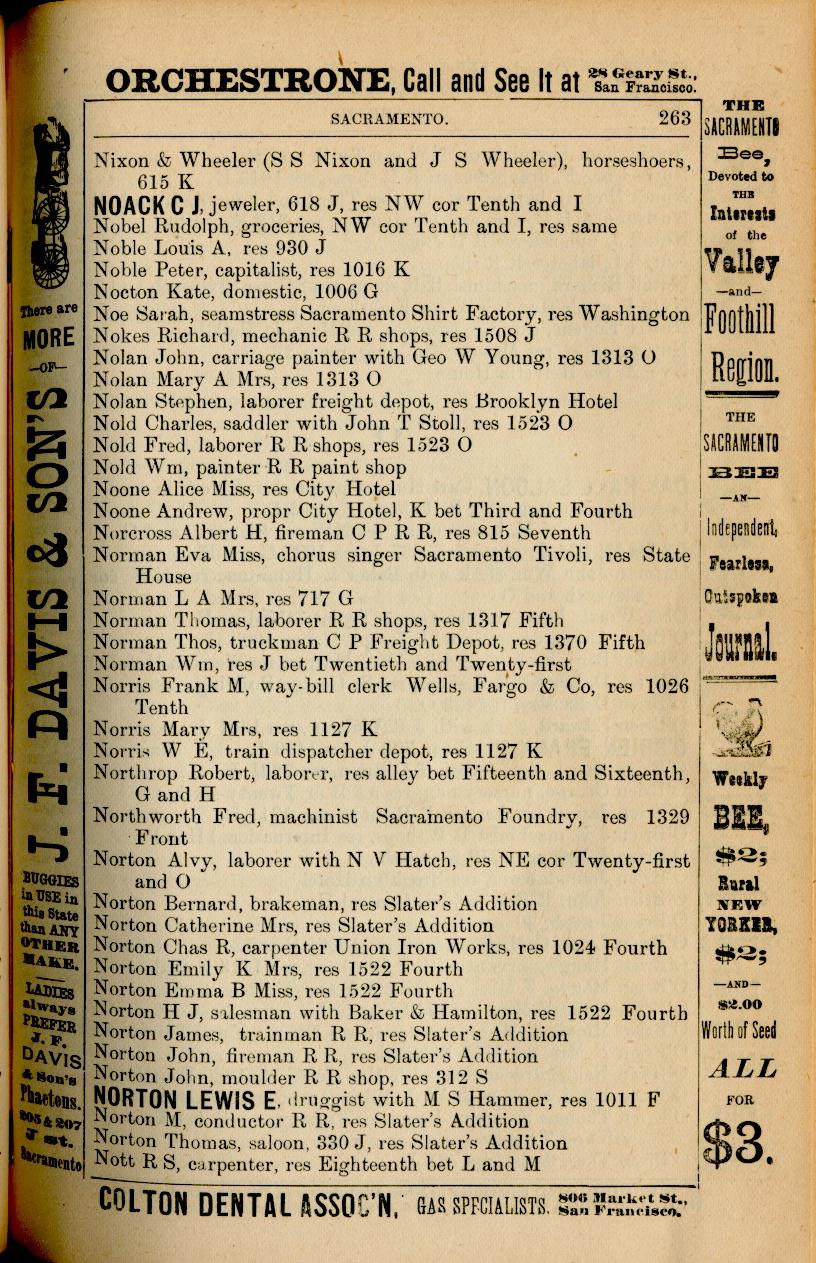 ORCHESTRONE, Call and See It at 28 Geary St., San Francisco.
SACRAMENTO. 263
Nixon & Wheeler (S S Nixon and J S Wheeler), horseshoers,
615 K
NOACK C J, jeweler, 618 J, res NW cor Tenth and I
Nobel Rudolph, groceries, NW cor Tenth and I, res same
Noble Louis A, res 930 J
Noble Peter, capitalist, res 1016 K
Nocton Kate, domestic, 1006 G
Noe Sarah, seamstress Sacramento Shirt Factory, res Washington
Nokes Richard, mechanic R R shops, res 1508 J
Nolan John, carriage painter with Geo W Young, res 1313 O
Nolan Mary A Mrs, res 1313 O
Nolan Stephen, laborer freight depot, res Brooklyn Hotel
Nold Charles, saddler with John T Stoll, res 1523 O
Nold Fred, laborer R R shops, res 1523 O
Nold Wm, painter R R paint shop
Noone Alice Miss, res City Hotel
Noone Andrew, propr City Hotel, K bet Third and Fourth
Norcross Albert H, fireman C P R R, res 815 Seventh
Norman Eva Miss, chorus singer Sacramento Tivoli, res State
House
Norman L A Mrs, res 717 G
Norman Thomas, laborer R R shops, res 1317 Fifth
Norman Thos, truckman C P Freight Depot, res 1370 Fifth
Norman Wm, res J bet Twentieth and Twenty-first
Norris Frank M, way-bill clerk Wells, Fargo & Co, res 1026
Tenth
Norris Mary Mrs, res 1127 K
Norris W E, train dispatcher depot, res 1127 K
Northrop Robert, laborer, res alley bet Fifteenth and Sixteenth,
G and H
Northworth Fred, machinist Sacramento Foundry, res 1329
Front
Norton Alvy, laborer with N V Hatch, res NE cor Twenty-first
and O
Norton Bernard, brakeman, res Slater's Addition
Norton Catherine Mrs, res Slater's Addition
Norton Chas R, carpenter Union Iron Works, res 1024 Fourth
Norton Emily K Mrs, res 1522 Fourth
Norton Emma B Miss, res 1522 Fourth
Norton H J, salesman with Baker & Hamilton, res 1522 Fourth
Norton James, trainman R R, res Slater's Addition
Norton John, fireman R R, res Slater's Addition
Norton John, moulder R R shop, res 312 S
NORTON LEWIS E, druggist with M S Hammer, res 1011 F
Norton M, conductor R R, res Slater's Addition
Norton Thomas, saloon, 330 J, res Slater's Addition
Nott R S, carpenter, res Eighteenth bet L and M
COLTON DENTAL ASSOC'N, GAS SPECIALISTS. 806 Market St., San Francisco.
There are
MORE
—OF—
J. F. DAVIS & SON'S
BUGGIES
in USE in
this State
than ANY
OTHER
MAKE.
LADIES
always
PREFER
J. F.
DAVIS
& Son's
Phaetons.
205 & 207
J st.
Sacramento
THE
SACRAMENTO
Bee,
Devoted to
THE
Interests
of the
Valley
—and—
Foothill
Region.
THE
SACRAMENTO
BEE
—AN—
Independent,
Fearless,
Outspoken
Journal.
Weekly
BEE,
$2;
Rural
NEW
YORKER,
$2;
—AND—
$2.00
Worth of Seed
ALL
FOR
$3.